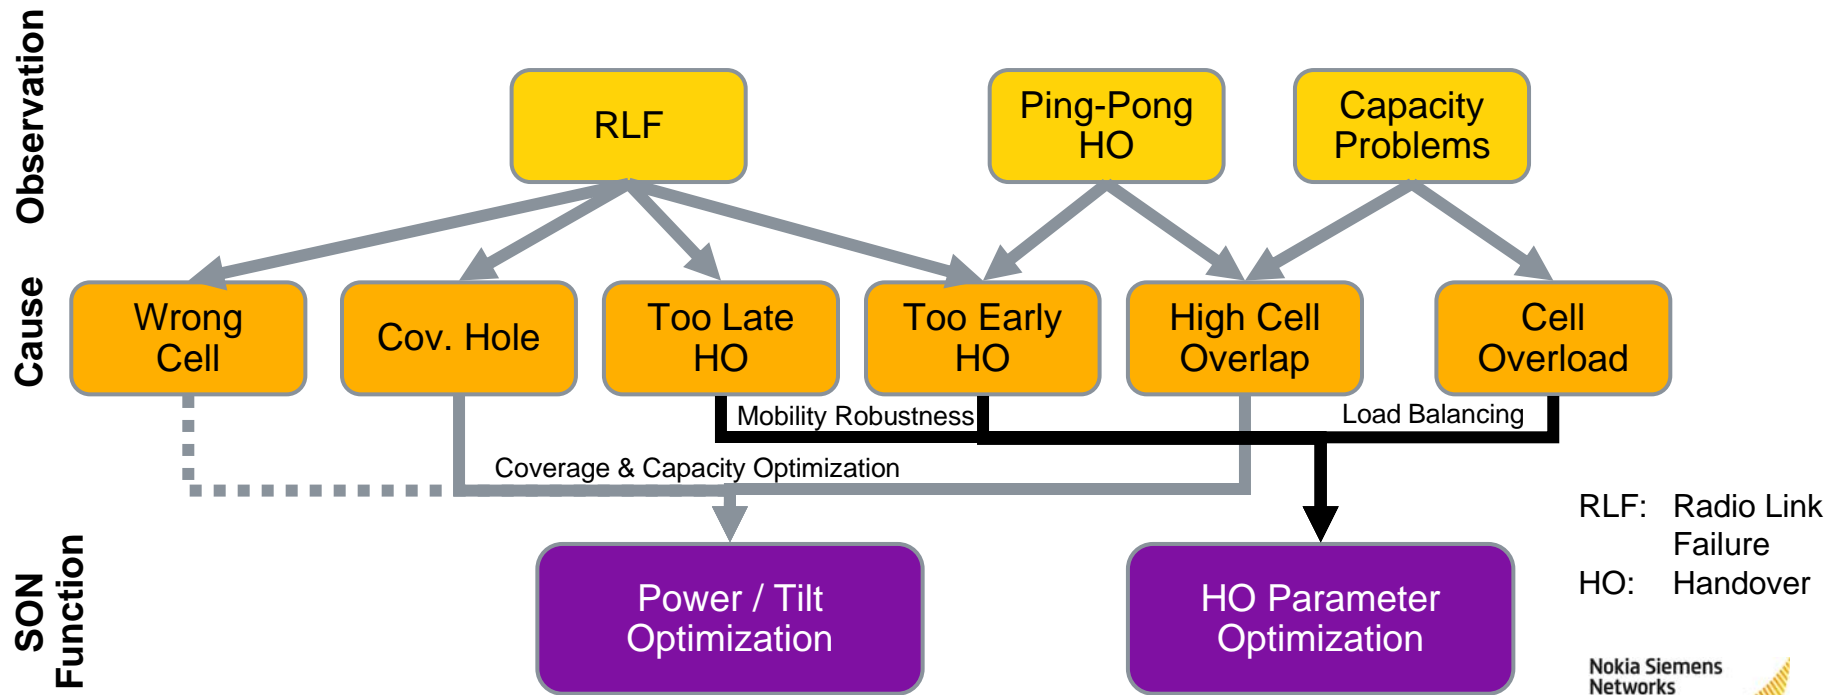 Observation
RLF
Ping-Pong
HO
Capacity
Problems
Cause
Wrong
Cell
Cov. Hole
Too Late
HO
Too Early
HO
High Cell
Overlap
Cell
Overload
Mobility Robustness
Load Balancing
Coverage & Capacity Optimization
SON
Function
Power / Tilt
Optimization
HO Parameter
Optimization
RLF: Radio Link
Failure
HO: Handover
Nokia Siemens
Networks